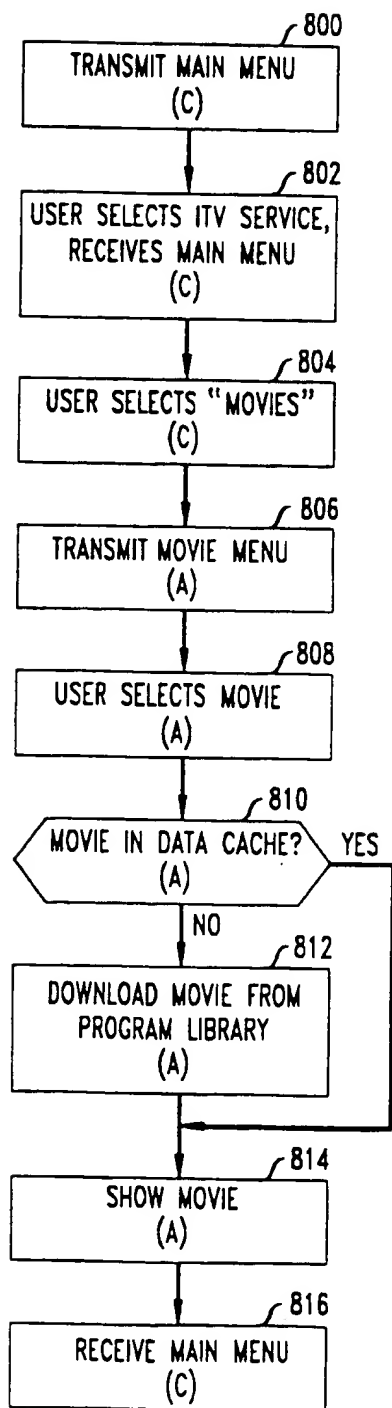 800
TRANSMIT MAIN MENU
(C)
802
USER SELECTS ITV SERVICE,
RECEIVES MAIN MENU
(C)
804
USER SELECTS "MOVIES"
(C)
806
TRANSMIT MOVIE MENU
(A)
808
USER SELECTS MOVIE
(A)
810
MOVIE IN DATA CACHE?
(A)
YES
NO
812
DOWNLOAD MOVIE FROM
PROGRAM LIBRARY
(A)
814
SHOW MOVIE
(A)
816
RECEIVE MAIN MENU
(C)